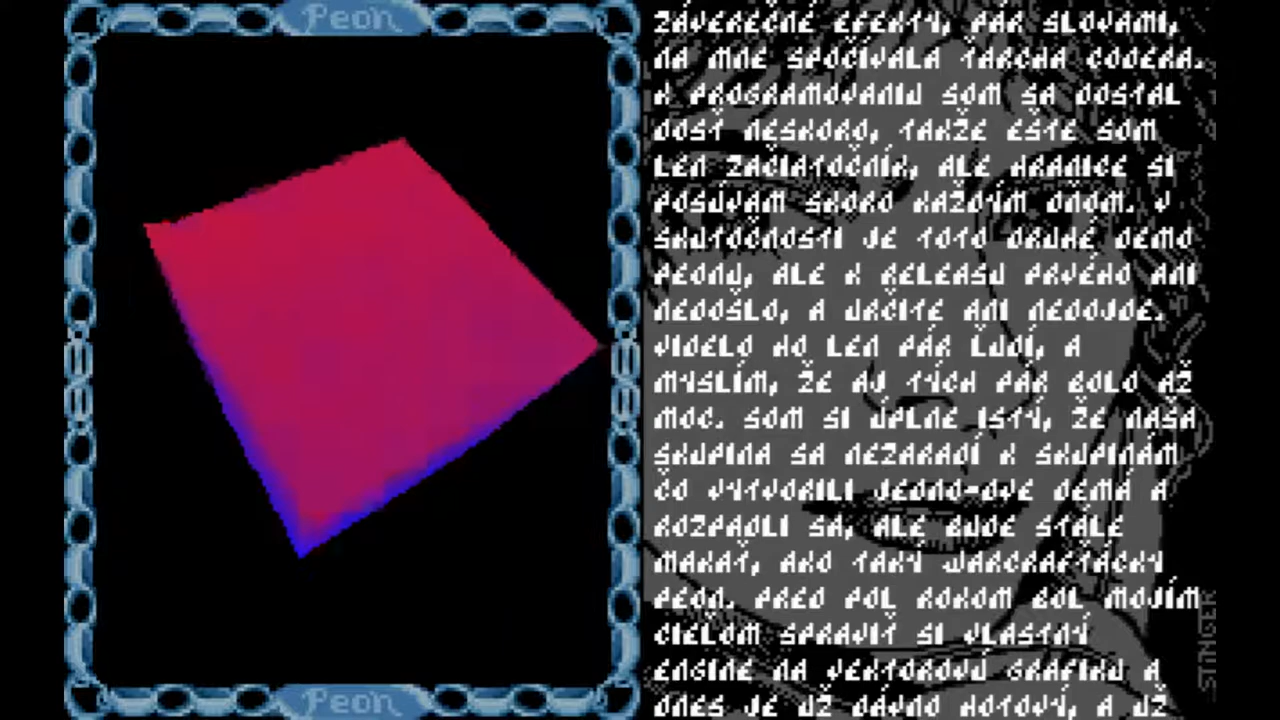 Peon
ZÁVEREČNÉ EFEKTY, PÁR SLOVAMI,
NA MNE SPOČÍVALA ŤARCHA CODERA.
K PROGRAMOVANIU SOM SA DOSTAL
DOSŤ NESKORO, TAKŽE EŠTE SOM
LEN ZAČIATOČNÍK, ALE HRANICE SI
POSÚVAM SKORO KAŽDÝM DŇOM. V
SKUTOČNOSTI JE TOTO DRUHÉ DEMO
PEONU, ALE K RELEASU PRVÉHO ANI
NEDOŠLO, A URČITE ANI NEDOJDE.
VIDELO HO LEN PÁR ĽUDÍ, A
MYSLÍM, ŽE AJ TÝCH PÁR BOLO AŽ
MOC. SOM SI ÚPLNE ISTÝ, ŽE NAŠA
SKUPINA SA NEZARADÍ K SKUPINÁM
ČO VYTVORILI JEDNO-DVE DEMÁ A
ROZPADLI SA, ALE BUDE STÁLE
MAKAŤ, AKO TAKÝ WARCRAFŤÁCKY
PEON. PRED POL ROKOM BOL MOJÍM
CIEĽOM SPRAVIŤ SI VLASTNÝ
ENGINE NA VEKTOROVÚ GRAFIKU A
DNES JE UŽ DÁVNO HOTOVÝ, A UŽ
STINGER
Peon